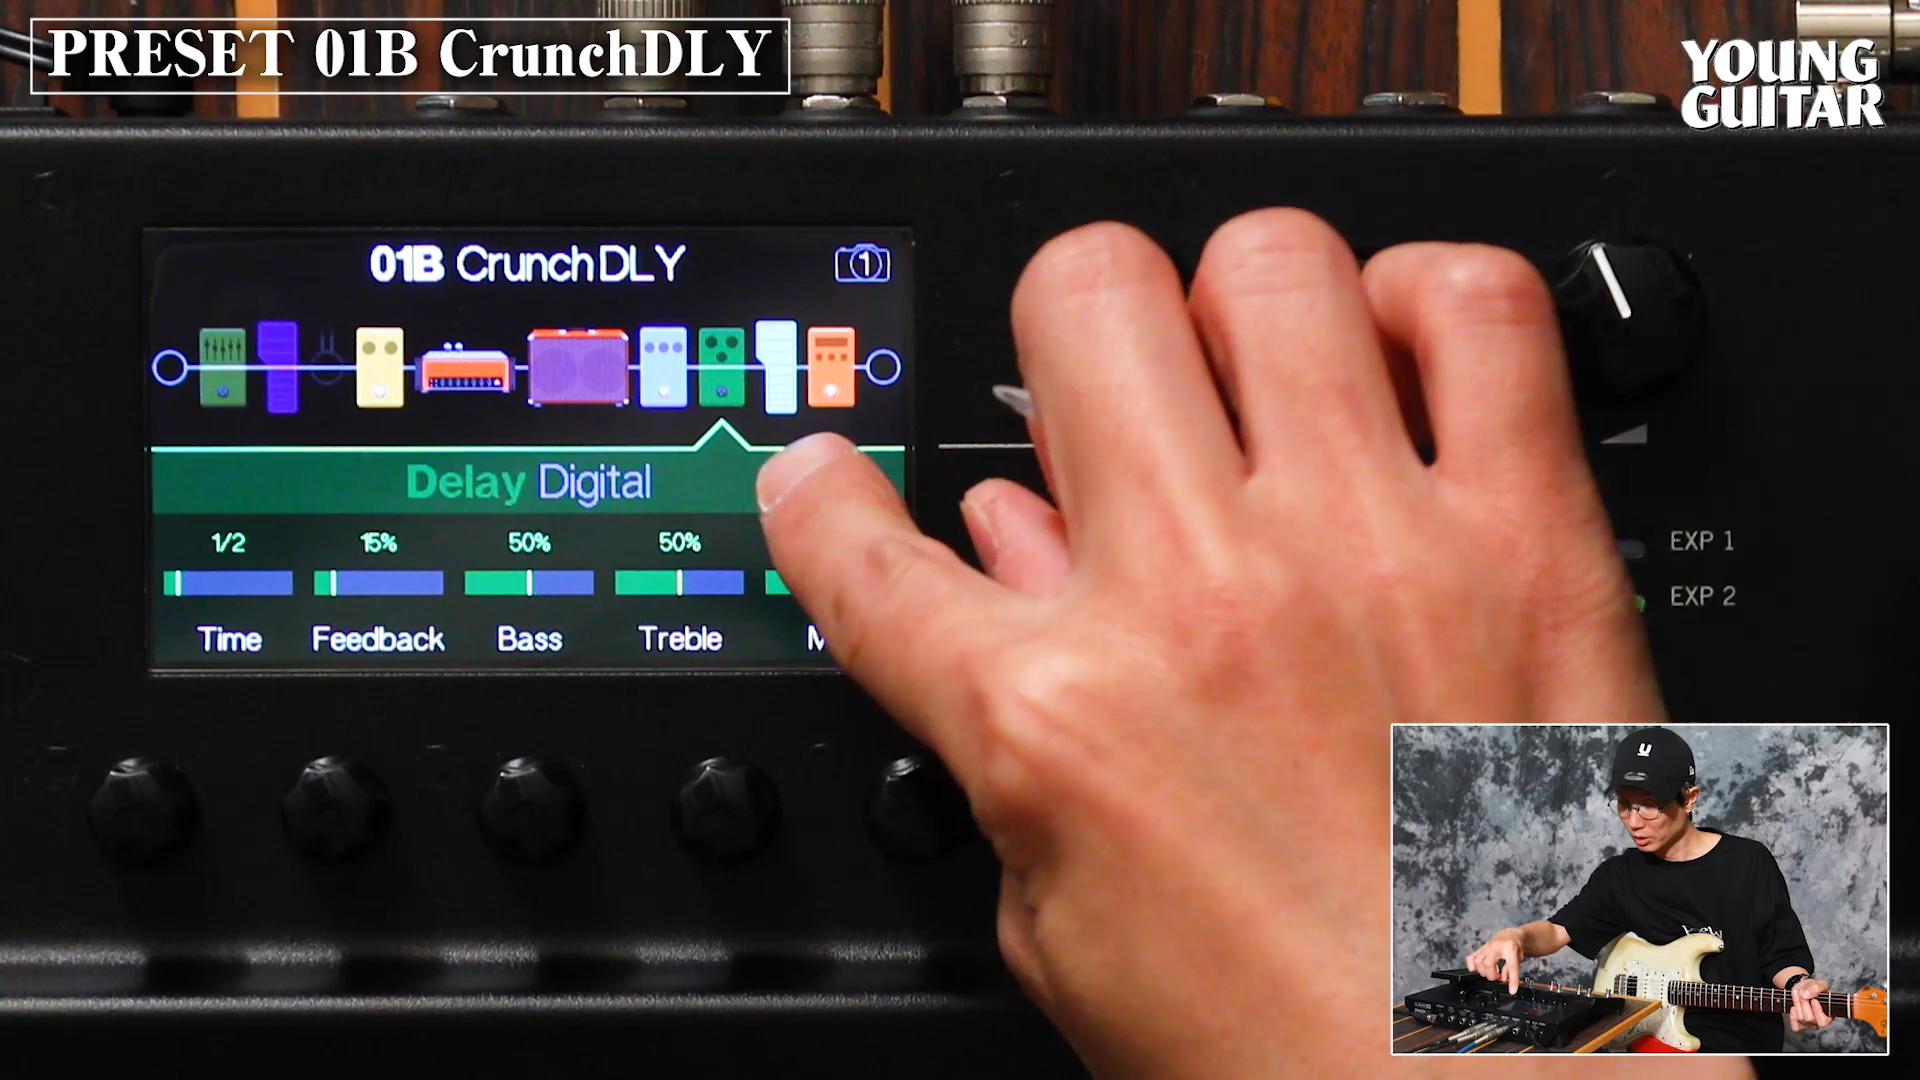 PRESET 01B CrunchDLY
YOUNG
GUITAR
01B CrunchDLY
1
Delay Digital
1/2 15% 50% 50%
Time Feedback Bass Treble
EXP 1
EXP 2